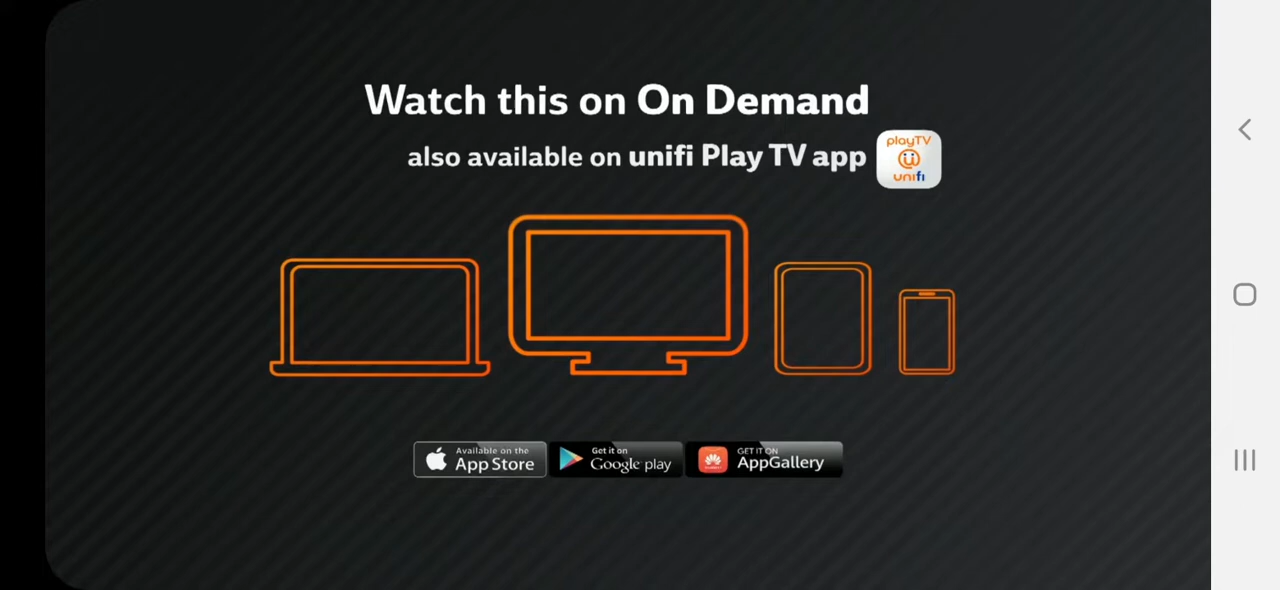 Watch this on On Demand
also available on unifi Play TV app
playTV
unifi
Available on the
App Store
Get it on
Google play
GET IT ON
AppGallery